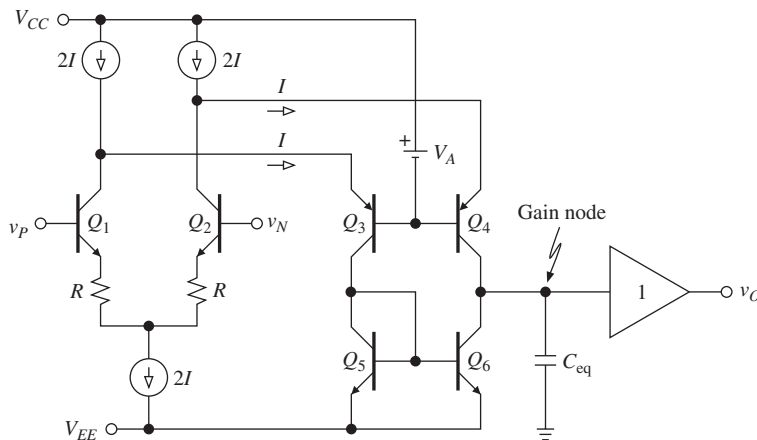 V_CC
2I
2I
I
I
+
V_A
v_P
Q_1
Q_2
v_N
Q_3
Q_4
Gain node
R
R
1
v_O
2I
Q_5
Q_6
C_eq
V_EE